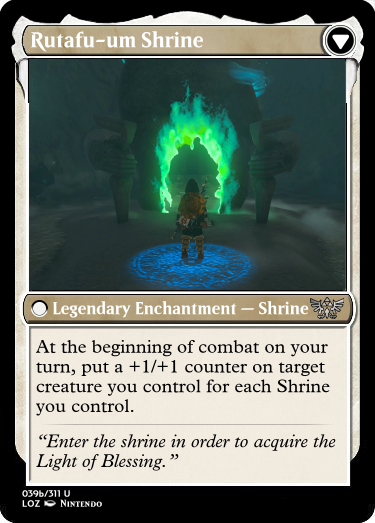 Rutafu-um Shrine
Legendary Enchantment — Shrine
At the beginning of combat on your
turn, put a +1/+1 counter on target
creature you control for each Shrine
you control.
“Enter the shrine in order to acquire the
Light of Blessing.”
039b/311 U
LOZ Nintendo